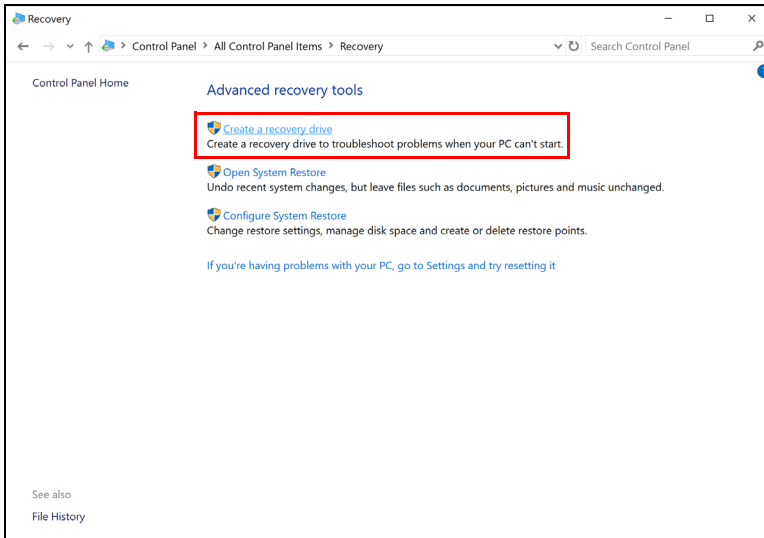 Recovery
Control Panel > All Control Panel Items > Recovery
Search Control Panel
Control Panel Home
Advanced recovery tools
Create a recovery drive
Create a recovery drive to troubleshoot problems when your PC can't start.
Open System Restore
Undo recent system changes, but leave files such as documents, pictures and music unchanged.
Configure System Restore
Change restore settings, manage disk space and create or delete restore points.
If you're having problems with your PC, go to Settings and try resetting it
See also
File History